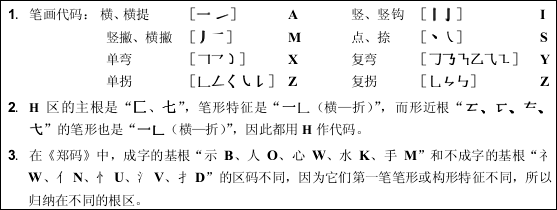 1. 笔画代码： 横、横提 ［㇐ ㇀］ A 竖、竖钩 ［丨亅］ I
竖撇、横撇 ［丿㇐］ M 点、捺 ［丶㇏］ S
单弯 ［㇕㇖㇇］ X 复弯 ［㇆㇋㇈乙㇈㇅］ Y
单拐 ［㇗㇜㇛㇂㇙］ Z 复拐 ［㇗㇞㇉］ Z
2. H 区的主根是“匚、七”，笔形特征是“一㇗（横—折）”，而形近根“
弋”的笔形也是“一㇗（横—折）”，因此都用 H 作代码。
3. 在《郑码》中，成字的基根“示 B、人 O、心 W、水 K、手 M”和不成字的基根“礻
W、亻N、忄U、氵V、扌D”的区码不同，因为它们第一笔笔形或构形特征不同，所以
归纳在不同的根区。